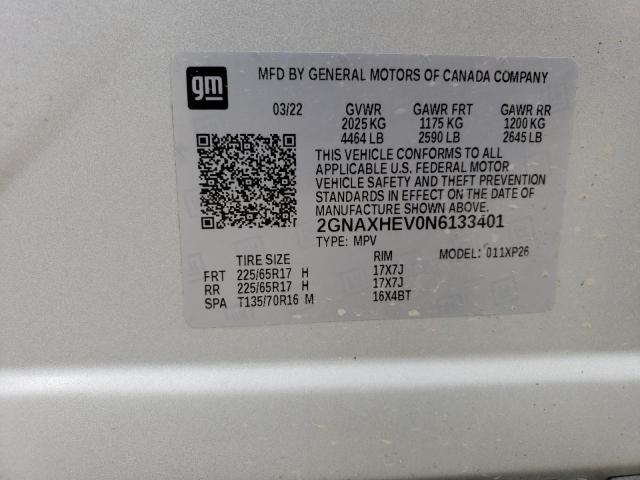 gm
MFD BY GENERAL MOTORS OF CANADA COMPANY
03/22 GVWR GAWR FRT GAWR RR
2025 KG 1175 KG 1200 KG
4464 LB 2590 LB 2645 LB
THIS VEHICLE CONFORMS TO ALL
APPLICABLE U.S. FEDERAL MOTOR
VEHICLE SAFETY AND THEFT PREVENTION
STANDARDS IN EFFECT ON THE DATE OF
MANUFACTURE SHOWN ABOVE.
2GNAXHEV0N6133401
TYPE: MPV MODEL: 011XP26
TIRE SIZE RIM
FRT 225/65R17 H 17X7J
RR 225/65R17 H 17X7J
SPA T135/70R16 M 16X4BT